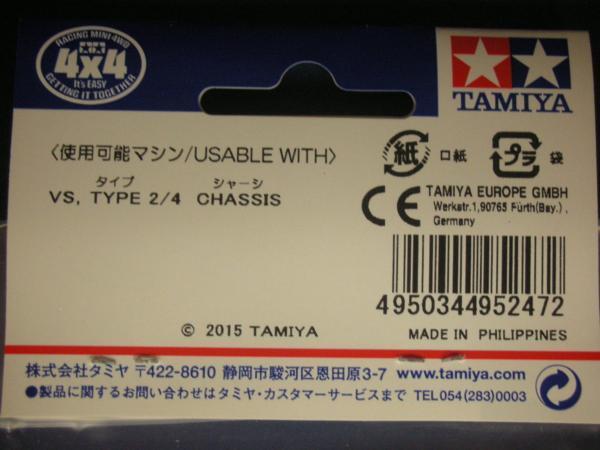 RACING MINI 4WD
4x4
It's EASY
GETTING IT TOGETHER
TAMIYA
〈使用可能マシン/USABLE WITH〉
タイプ シャーシ
VS, TYPE 2/4 CHASSIS
紙 口紙
プラ 袋
CE TAMIYA EUROPE GMBH
Werkstr.1,90765 Fürth(Bay.),
Germany
4950344952472
© 2015 TAMIYA
MADE IN PHILIPPINES
株式会社タミヤ 〒422-8610 静岡市駿河区恩田原3-7 www.tamiya.com
●製品に関するお問い合わせはタミヤ・カスタマーサービスまで TEL054(283)0003